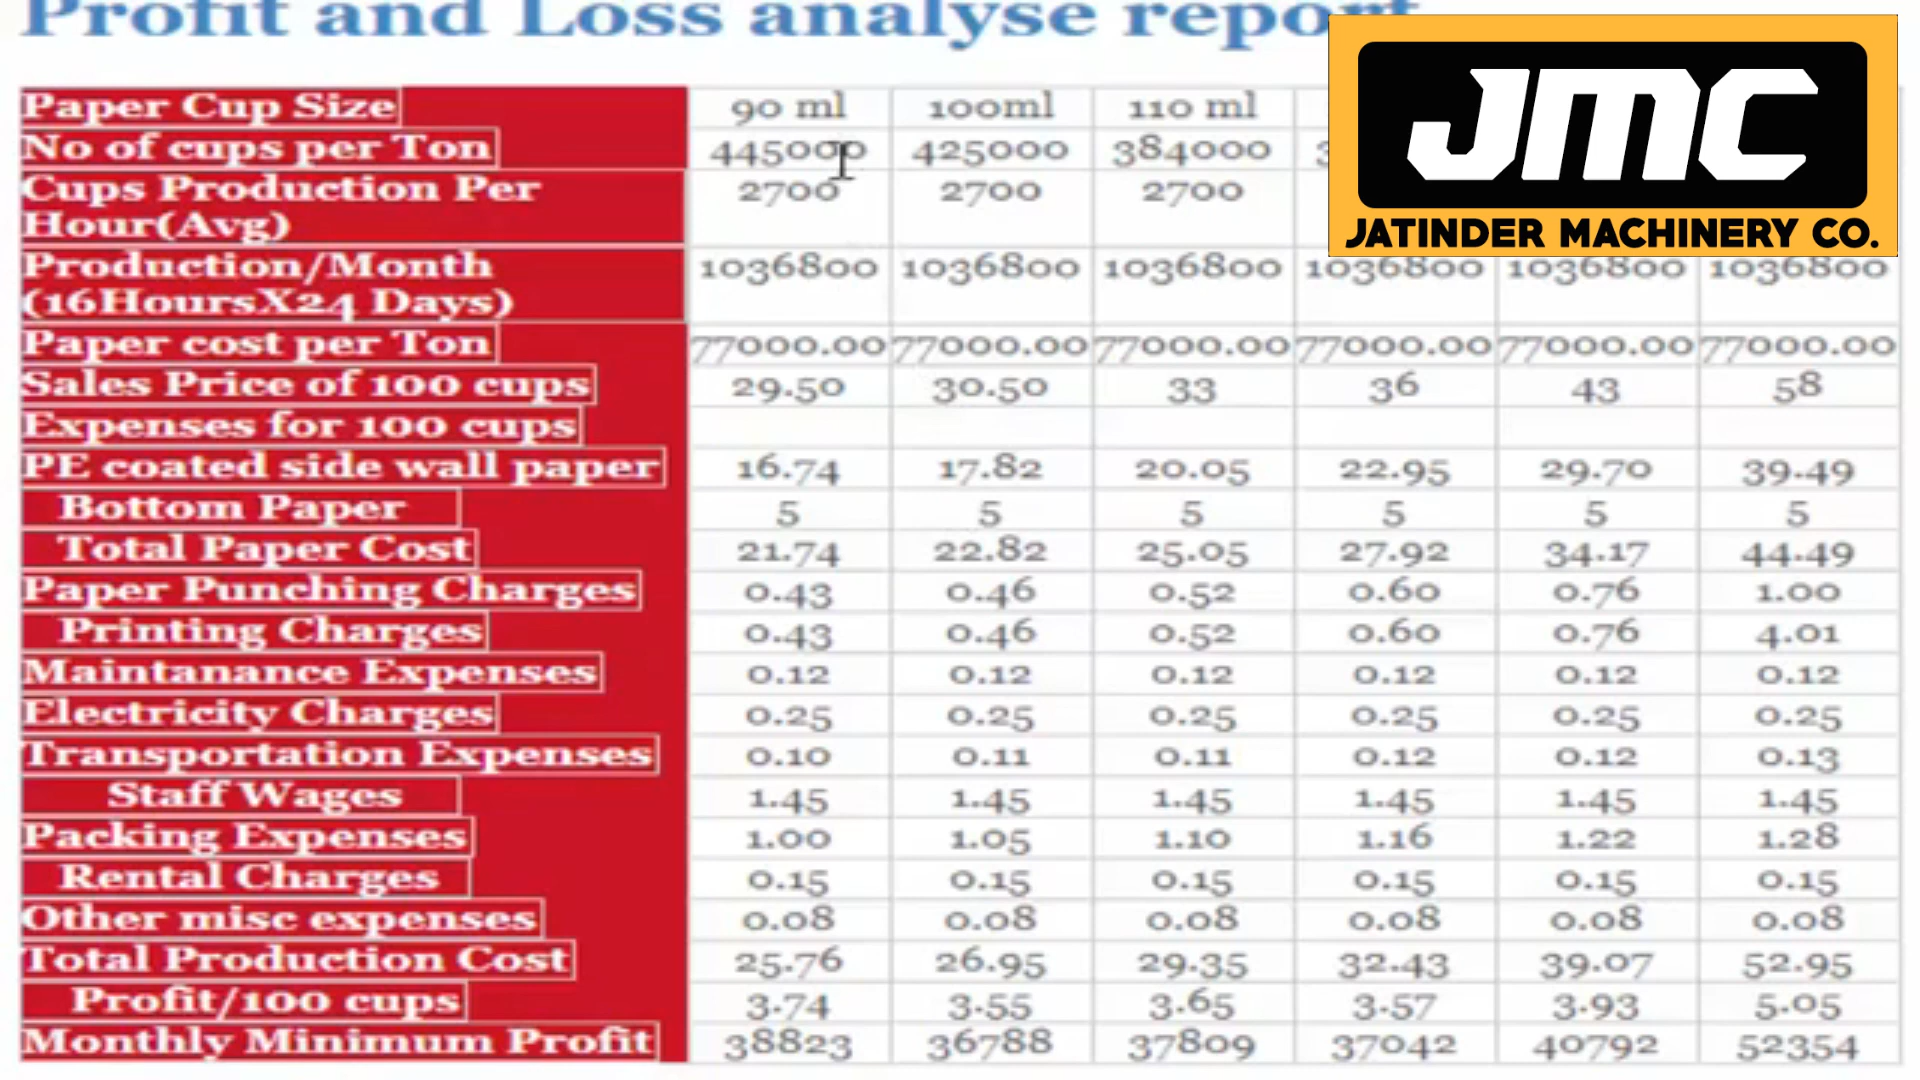 Profit and Loss analyse report
JMC
JATINDER MACHINERY CO.
Paper Cup Size 90 ml 100ml 110 ml
No of cups per Ton 445000 425000 384000
Cups Production Per 2700 2700 2700
Hour(Avg)
Production/Month 1036800 1036800 1036800 1036800 1036800 1036800
(16HoursX24 Days)
Paper cost per Ton 77000.00 77000.00 77000.00 77000.00 77000.00 77000.00
Sales Price of 100 cups 29.50 30.50 33 36 43 58
Expenses for 100 cups
PE coated side wall paper 16.74 17.82 20.05 22.95 29.70 39.49
Bottom Paper 5 5 5 5 5 5
Total Paper Cost 21.74 22.82 25.05 27.92 34.17 44.49
Paper Punching Charges 0.43 0.46 0.52 0.60 0.76 1.00
Printing Charges 0.43 0.46 0.52 0.60 0.76 4.01
Maintanance Expenses 0.12 0.12 0.12 0.12 0.12 0.12
Electricity Charges 0.25 0.25 0.25 0.25 0.25 0.25
Transportation Expenses 0.10 0.11 0.11 0.12 0.12 0.13
Staff Wages 1.45 1.45 1.45 1.45 1.45 1.45
Packing Expenses 1.00 1.05 1.10 1.16 1.22 1.28
Rental Charges 0.15 0.15 0.15 0.15 0.15 0.15
Other misc expenses 0.08 0.08 0.08 0.08 0.08 0.08
Total Production Cost 25.76 26.95 29.35 32.43 39.07 52.95
Profit/100 cups 3.74 3.55 3.65 3.57 3.93 5.05
Monthly Minimum Profit 38823 36788 37809 37042 40792 52354